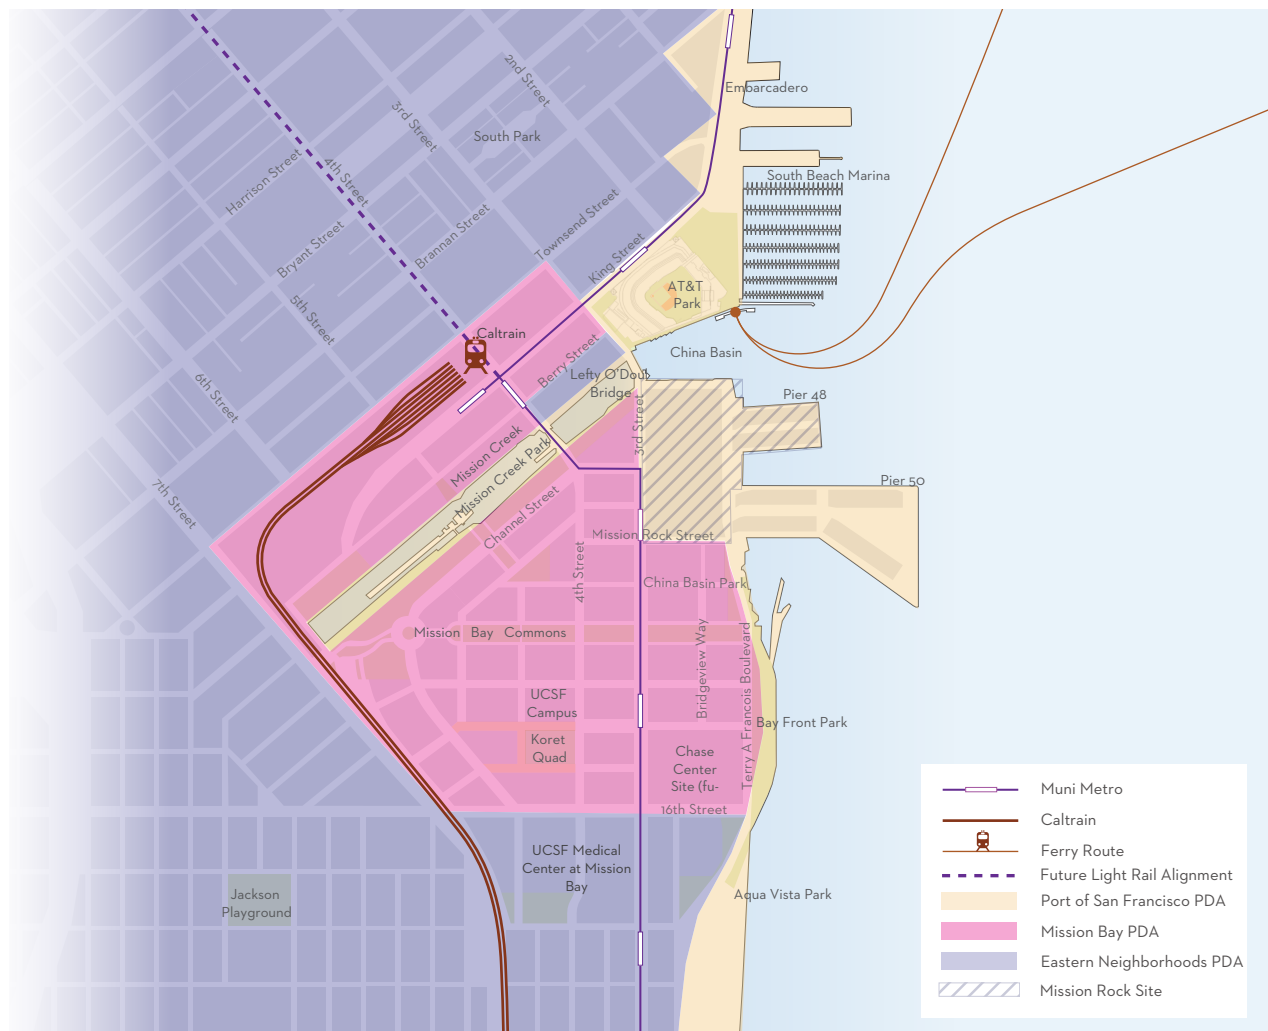 2nd Street
Embarcadero
3rd Street
South Park
4th Street
Harrison Street
South Beach Marina
Bryant Street
Brannan Street
Townsend Street
King Street
AT&T
Park
5th Street
Caltrain
China Basin
Berry Street
Lefty O'Doul
Bridge
6th Street
Pier 48
3rd Street
Mission Creek
Mission Creek Park
7th Street
Pier 50
Channel Street
Mission Rock Street
4th Street
China Basin Park
Mission Bay Commons
Bridgeview Way
Terry A Francois Boulevard
UCSF
Campus
Bay Front Park
Koret
Quad
Chase
Center
Site (fu-
16th Street
UCSF Medical
Center at Mission
Bay
Jackson
Playground
Aqua Vista Park
Muni Metro
Caltrain
Ferry Route
Future Light Rail Alignment
Port of San Francisco PDA
Mission Bay PDA
Eastern Neighborhoods PDA
Mission Rock Site